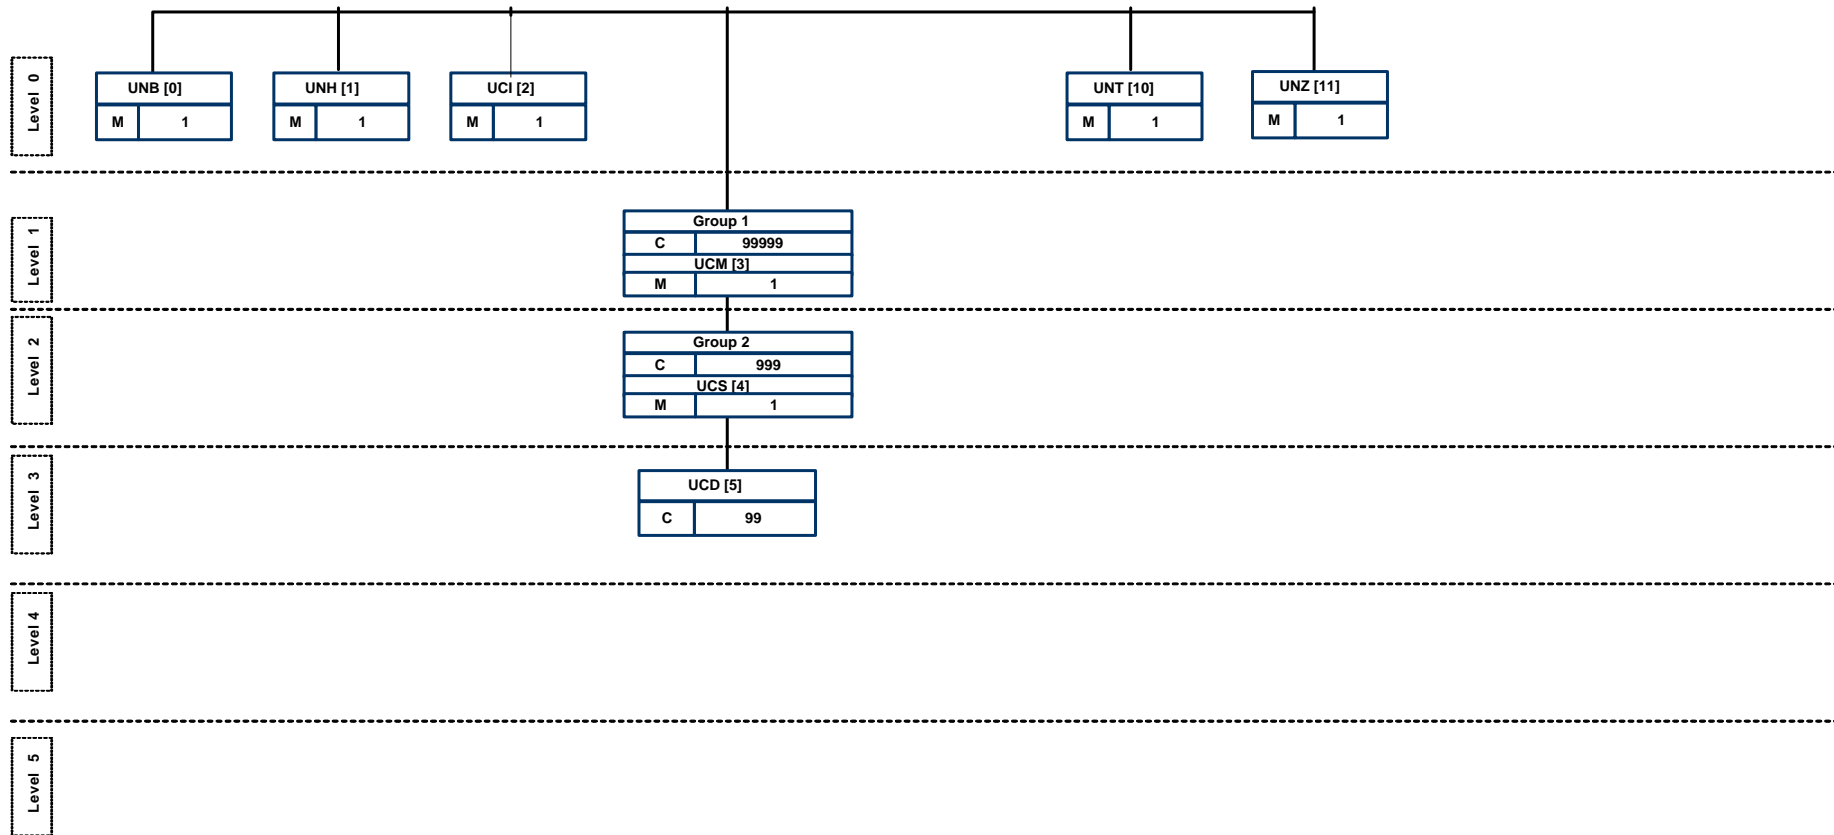 Level 0
UNB [0]
M 1
UNH [1]
M 1
UCI [2]
M 1
UNT [10]
M 1
UNZ [11]
M 1
Level 1
Group 1
C 99999
UCM [3]
M 1
Level 2
Group 2
C 999
UCS [4]
M 1
Level 3
UCD [5]
C 99
Level 4
Level 5